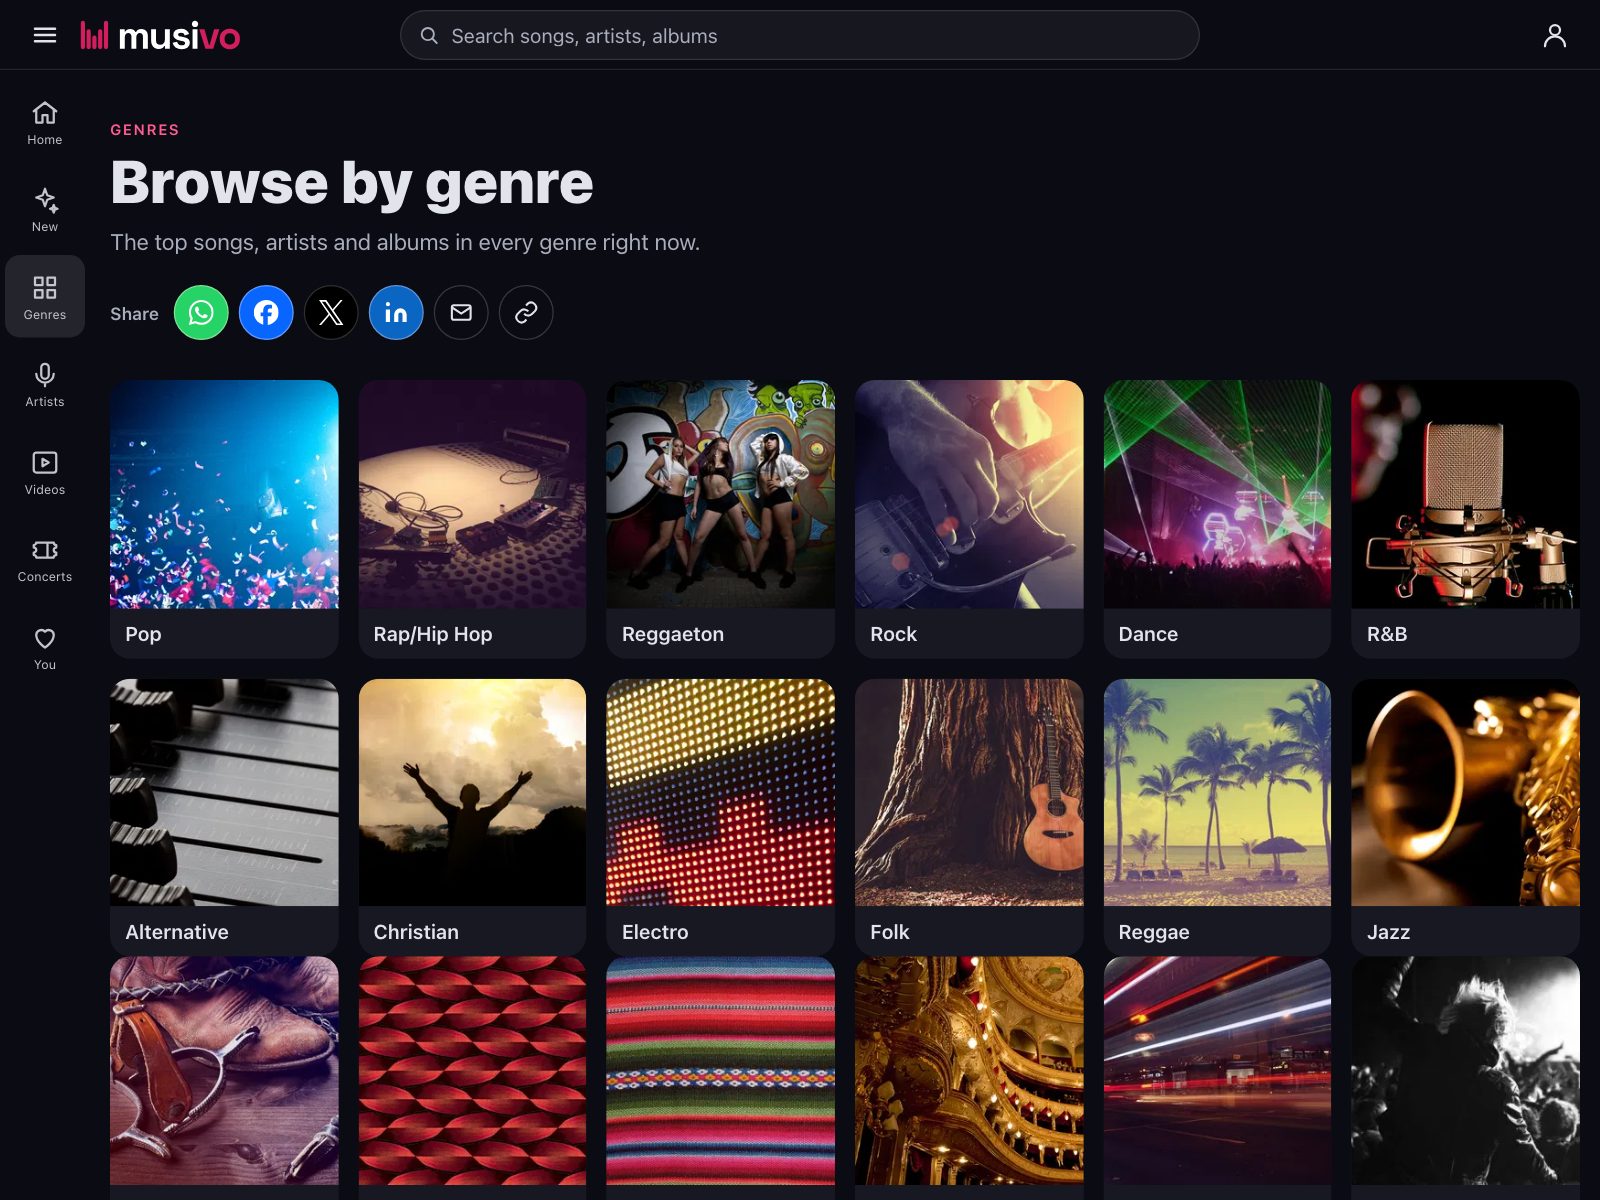 musivo
Search songs, artists, albums
Home
New
Genres
Artists
Videos
Concerts
You
GENRES
Browse by genre
The top songs, artists and albums in every genre right now.
Share
Pop
Rap/Hip Hop
Reggaeton
Rock
Dance
R&B
Alternative
Christian
Electro
Folk
Reggae
Jazz